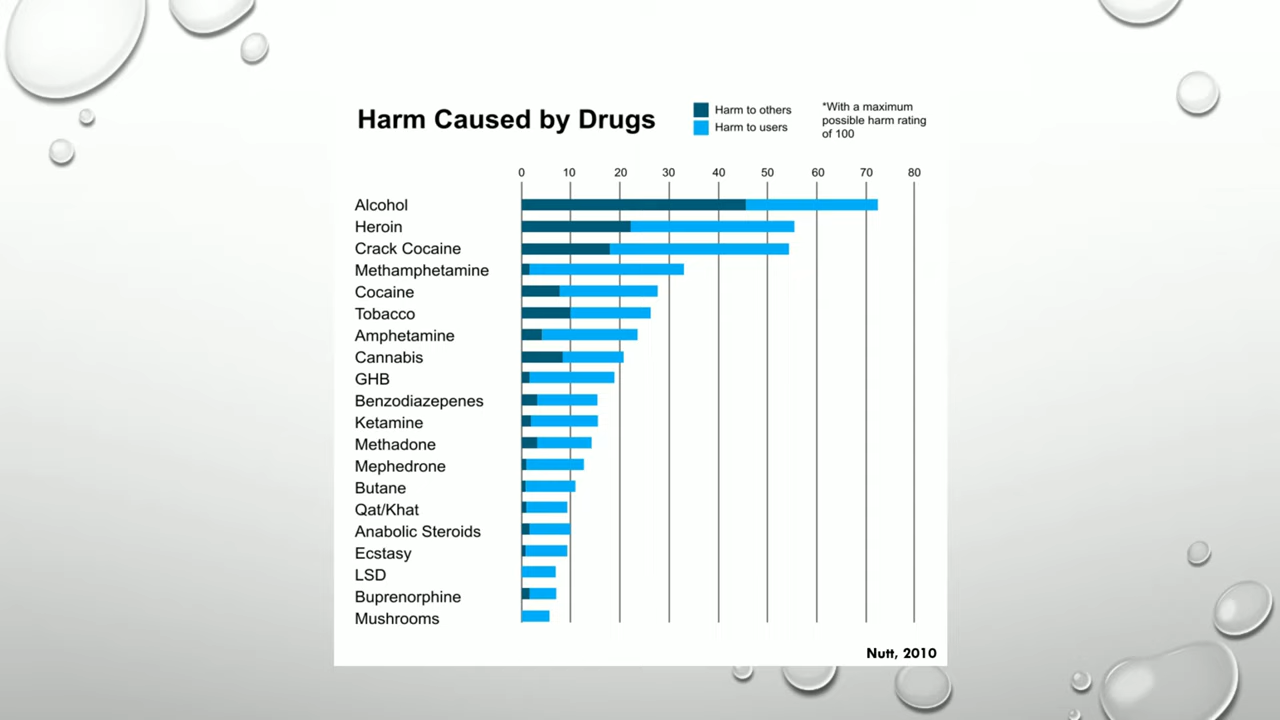 Harm Caused by Drugs
Harm to others
Harm to users
*With a maximum
possible harm rating
of 100
0 10 20 30 40 50 60 70 80
Alcohol
Heroin
Crack Cocaine
Methamphetamine
Cocaine
Tobacco
Amphetamine
Cannabis
GHB
Benzodiazepenes
Ketamine
Methadone
Mephedrone
Butane
Qat/Khat
Anabolic Steroids
Ecstasy
LSD
Buprenorphine
Mushrooms
Nutt, 2010